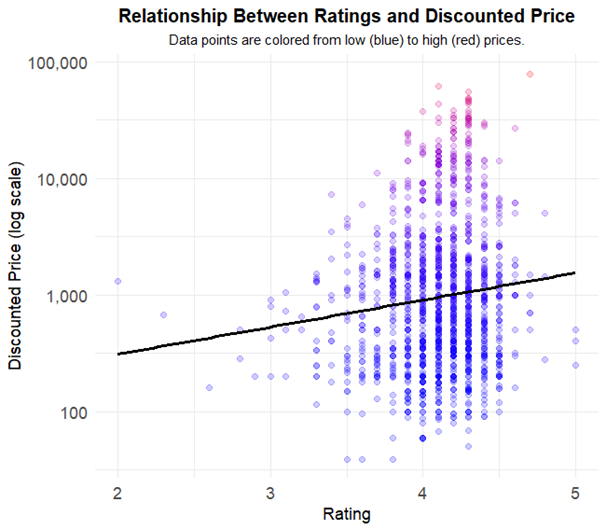 Relationship Between Ratings and Discounted Price
Data points are colored from low (blue) to high (red) prices.
Discounted Price (log scale)
100,000
10,000
1,000
100
2
3
4
5
Rating